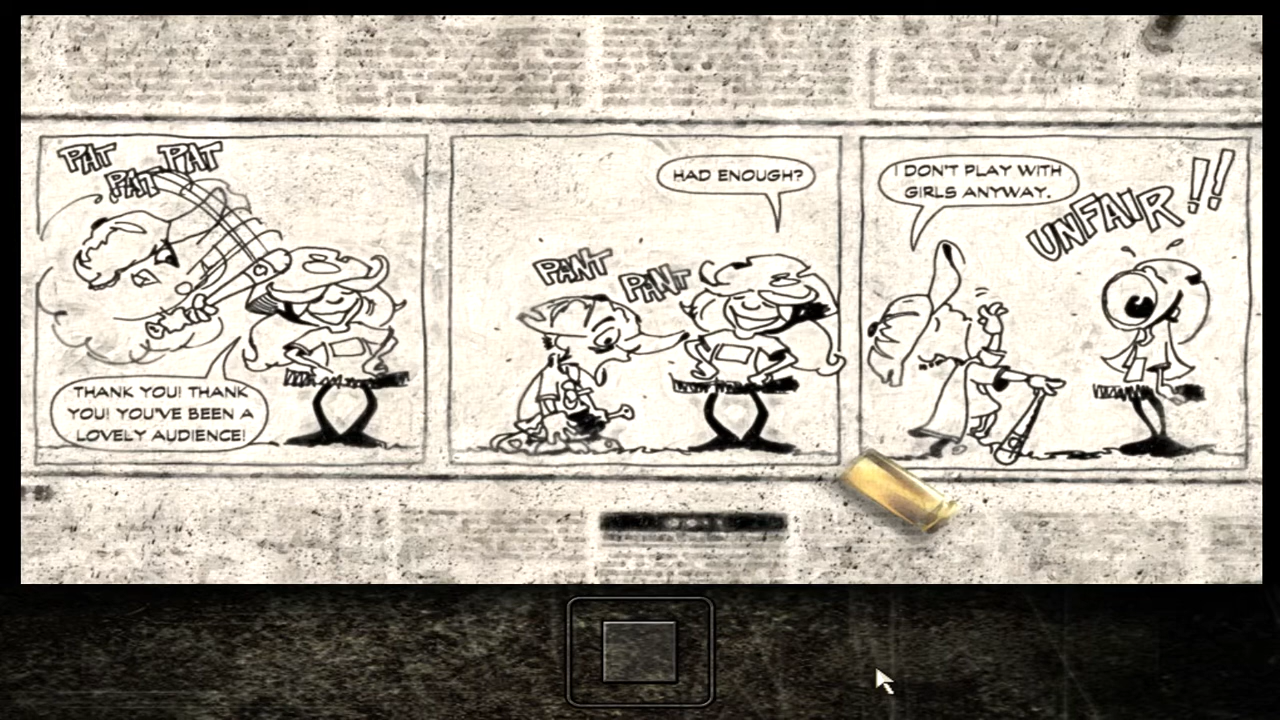 PAT
PAT
PAT
THANK YOU! THANK
YOU! YOU'VE BEEN A
LOVELY AUDIENCE!
HAD ENOUGH?
PANT
PANT
I DON'T PLAY WITH
GIRLS ANYWAY.
UNFAIR!!